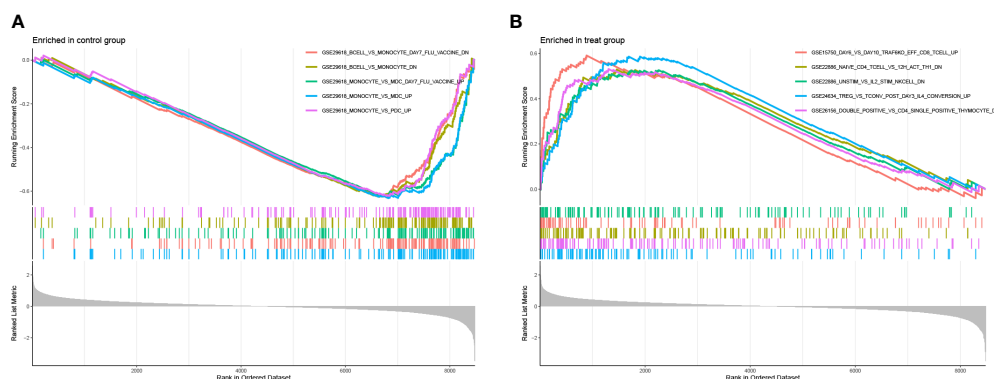 A
Enriched in control group
GSE29618_BCELL_VS_MONOCYTE_DAY7_FLU_VACCINE_DN
GSE29618_BCELL_VS_MONOCYTE_DN
GSE29618_MONOCYTE_VS_MDC_DAY7_FLU_VACCINE_UP
GSE29618_MONOCYTE_VS_MDC_UP
GSE29618_MONOCYTE_VS_PDC_UP
Running Enrichment Score
0.0
-0.2
-0.4
-0.6
Ranked List Metric
2
0
-2
2000
4000
6000
8000
Rank in Ordered Dataset
B
Enriched in treat group
GSE15750_DAY6_VS_DAY10_TRAF6KO_EFF_CD8_TCELL_UP
GSE22886_NAIVE_CD4_TCELL_VS_12H_ACT_TH1_DN
GSE22886_UNSTIM_VS_IL2_STIM_NKCELL_DN
GSE24634_TREG_VS_TCONV_POST_DAY3_IL4_CONVERSION_UP
GSE26156_DOUBLE_POSITIVE_VS_CD4_SINGLE_POSITIVE_THYMOCYTE_D
Running Enrichment Score
0.6
0.4
0.2
0.0
Ranked List Metric
2
0
-2
2000
4000
6000
8000
Rank in Ordered Dataset